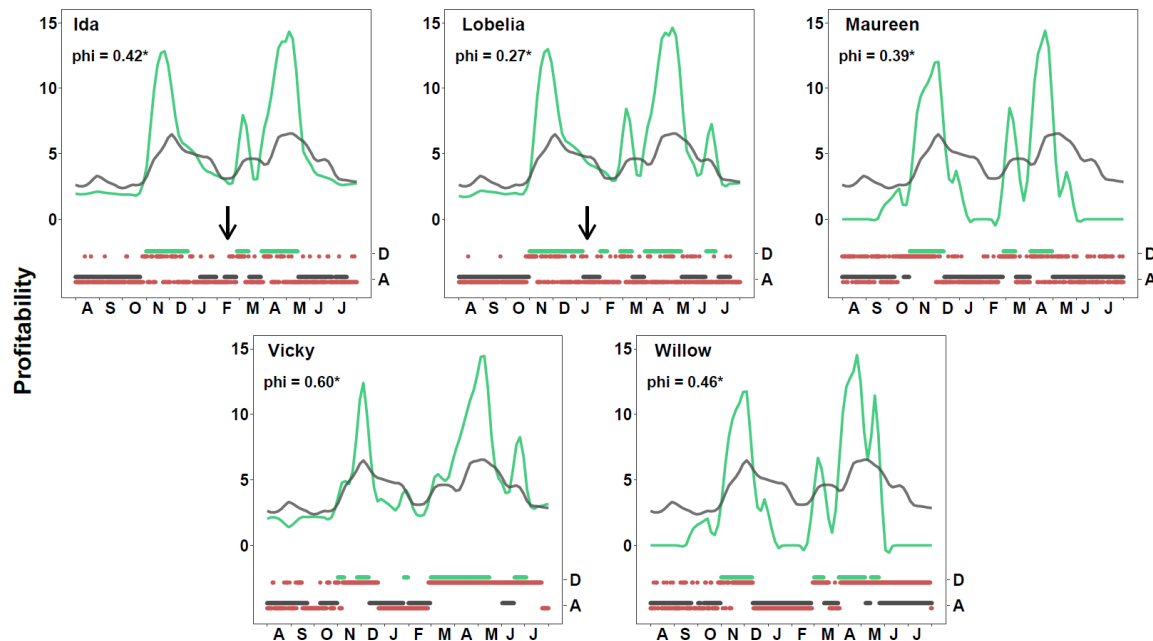 Profitability
Ida
phi = 0.42*
15
10
5
0
D
A
A S O N D J F M A M J J
Lobelia
phi = 0.27*
15
10
5
0
D
A
A S O N D J F M A M J J
Maureen
phi = 0.39*
15
10
5
0
D
A
A S O N D J F M A M J J
Vicky
phi = 0.60*
15
10
5
0
D
A
A S O N D J F M A M J J
Willow
phi = 0.46*
15
10
5
0
D
A
A S O N D J F M A M J J